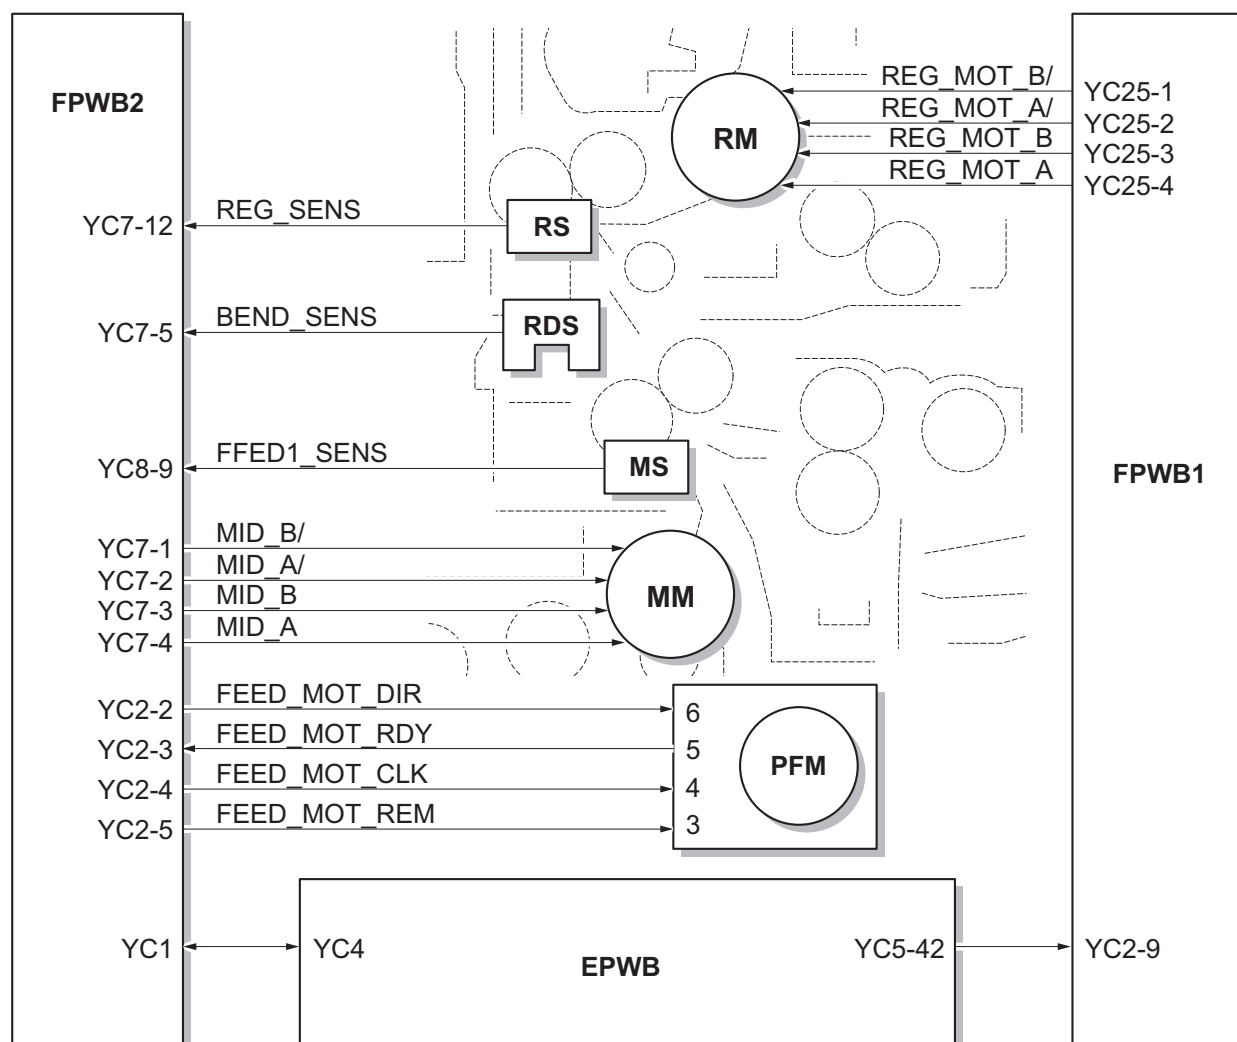 FPWB2
REG_MOT_B/
YC25-1
REG_MOT_A/
YC25-2
RM
REG_MOT_B
YC25-3
REG_MOT_A
YC25-4
YC7-12
REG_SENS
RS
YC7-5
BEND_SENS
RDS
YC8-9
FFED1_SENS
MS
FPWB1
YC7-1
MID_B/
YC7-2
MID_A/
YC7-3
MID_B
YC7-4
MID_A
MM
YC2-2
FEED_MOT_DIR
6
YC2-3
FEED_MOT_RDY
5
YC2-4
FEED_MOT_CLK
4
YC2-5
FEED_MOT_REM
3
PFM
YC1
YC4
EPWB
YC5-42
YC2-9